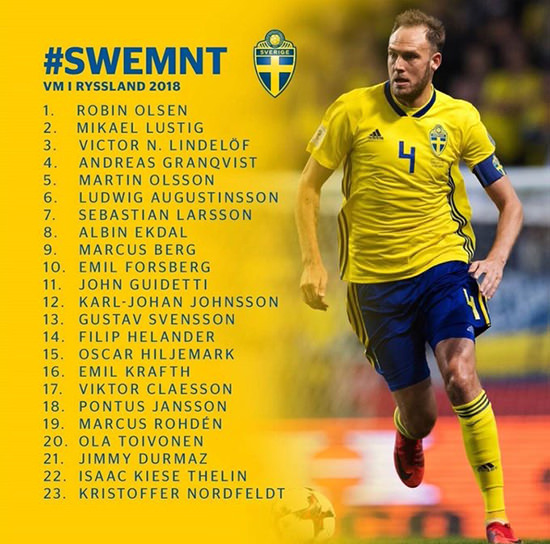 #SWEMNT
VM I RYSSLAND 2018
SVERIGE
1. ROBIN OLSEN
2. MIKAEL LUSTIG
3. VICTOR N. LINDELÖF
4. ANDREAS GRANQVIST
5. MARTIN OLSSON
6. LUDWIG AUGUSTINSSON
7. SEBASTIAN LARSSON
8. ALBIN EKDAL
9. MARCUS BERG
10. EMIL FORSBERG
11. JOHN GUIDETTI
12. KARL-JOHAN JOHNSSON
13. GUSTAV SVENSSON
14. FILIP HELANDER
15. OSCAR HILJEMARK
16. EMIL KRAFTH
17. VIKTOR CLAESSON
18. PONTUS JANSSON
19. MARCUS ROHDÉN
20. OLA TOIVONEN
21. JIMMY DURMAZ
22. ISAAC KIESE THELIN
23. KRISTOFFER NORDFELDT
4
4